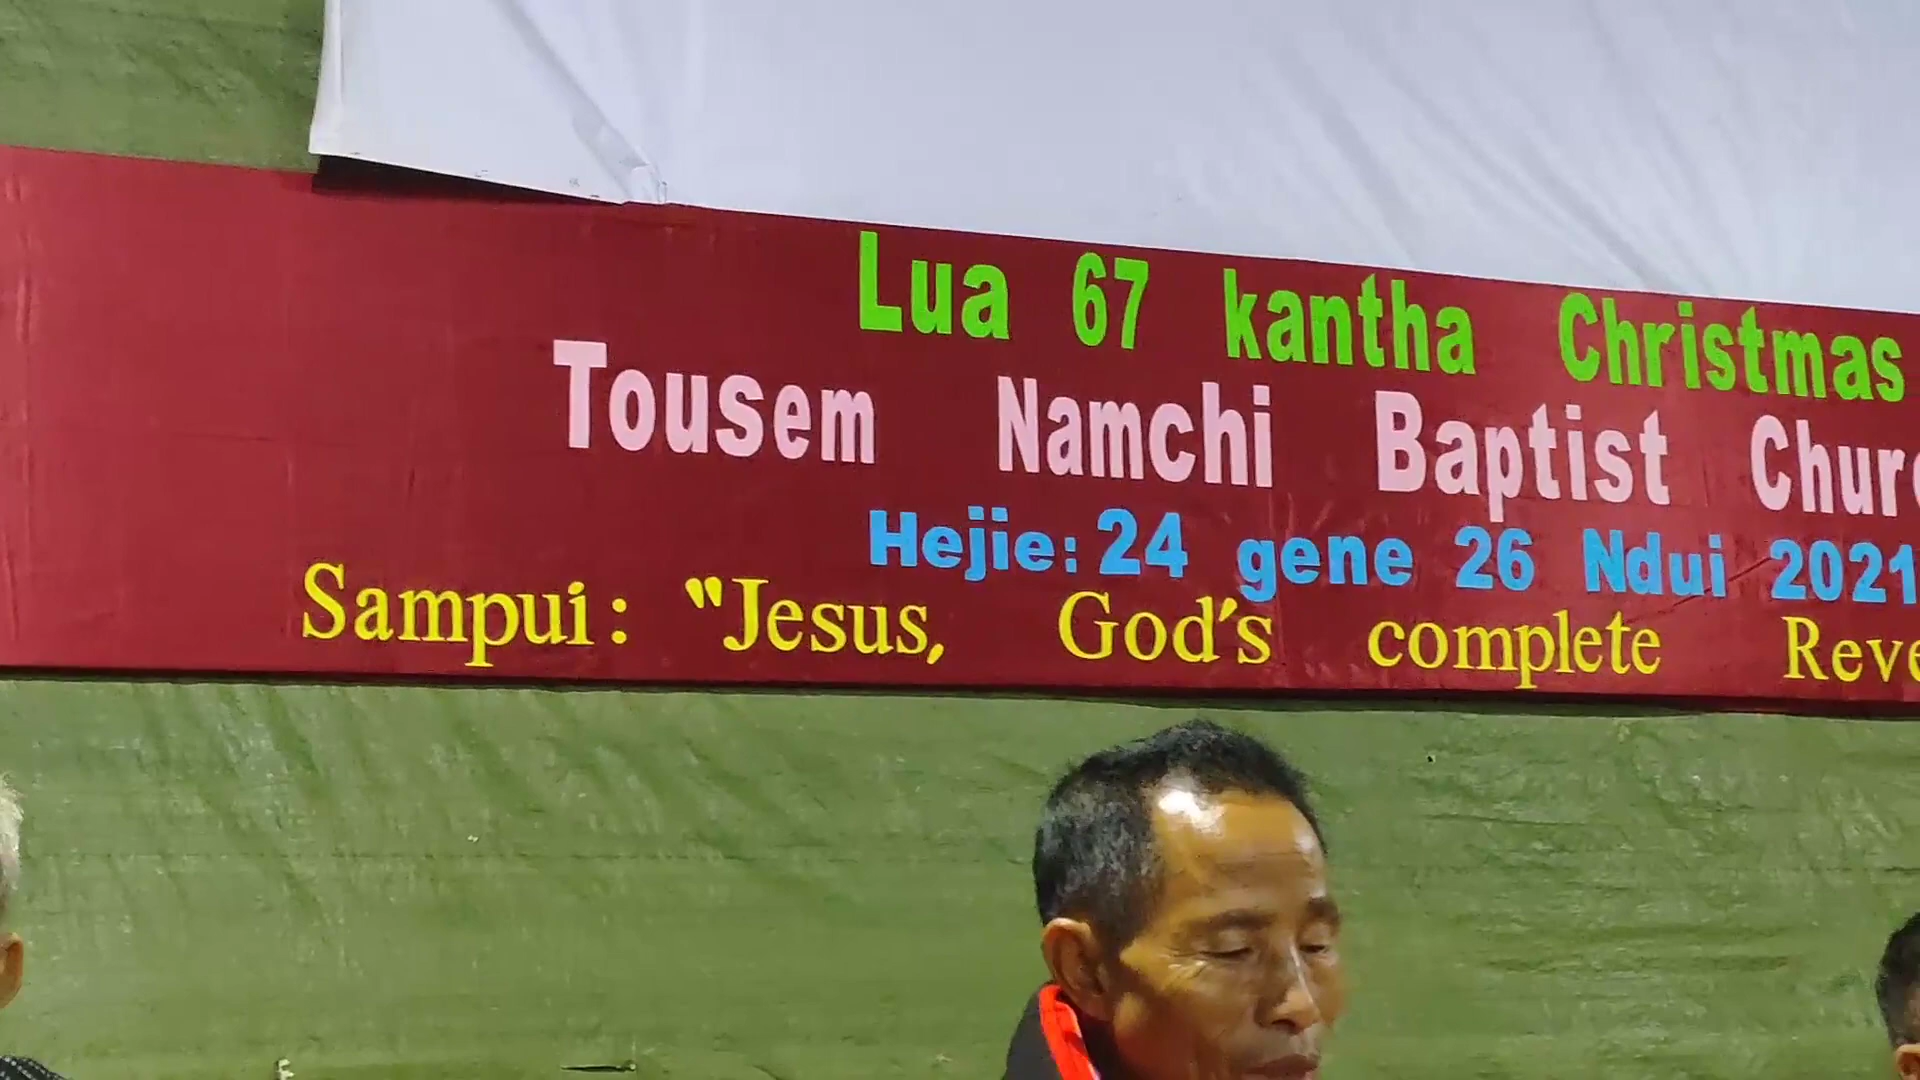 Lua 67 kantha Christmas
Tousem Namchi Baptist
Hejie: 24 gene 26 Ndui 2021
Sampui: "Jesus, God's complete